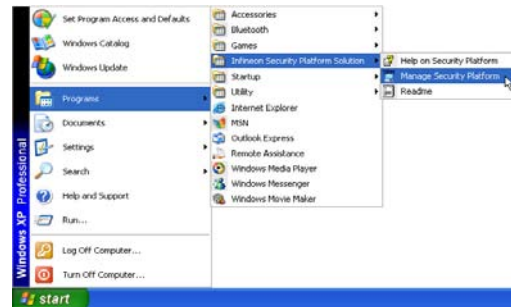 Set Program Access and Defaults
Windows Catalog
Windows Update
Programs
Documents
Settings
Search
Help and Support
Run...
Log Off Computer...
Turn Off Computer...
Windows XP Professional
start
Accessories
Bluetooth
Games
Infineon Security Platform Solution
Startup
Utility
Internet Explorer
MSN
Outlook Express
Remote Assistance
Windows Media Player
Windows Messenger
Windows Movie Maker
Help on Security Platform
Manage Security Platform
Readme